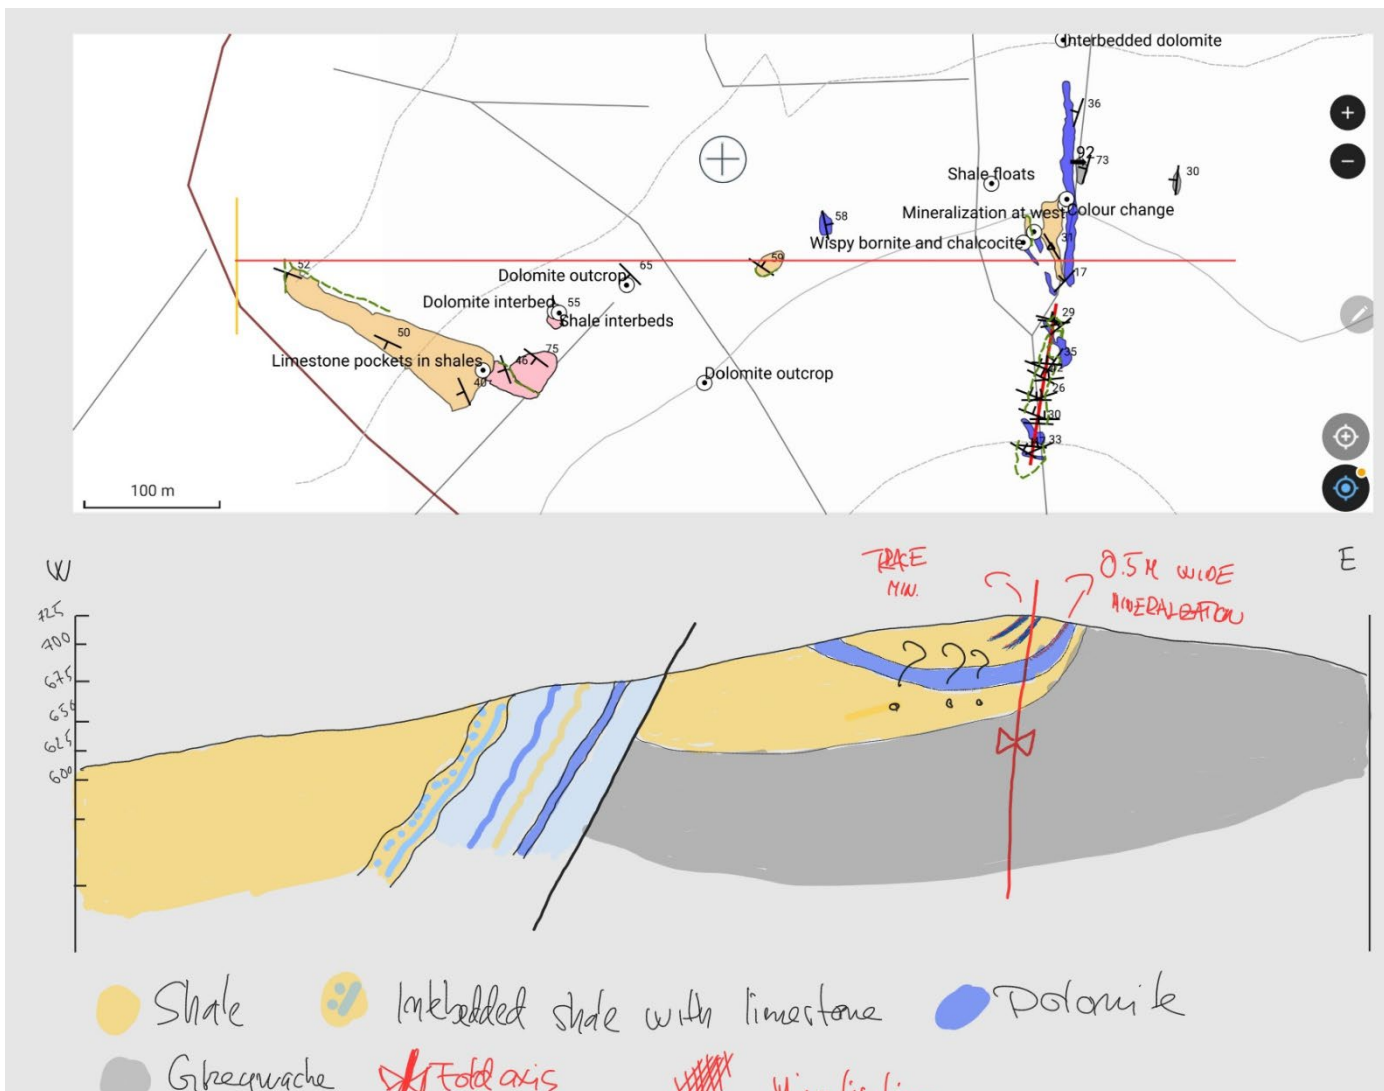 Interbedded dolomite
36
92
73
Shale floats
30
58
Mineralization at west
Colour change
Wispy bornite and chalcocite
31
59
52
65
17
Dolomite outcrop
Dolomite interbed
55
Shale interbeds
29
50
75
35
Limestone pockets in shales
46
Dolomite outcrop
40
26
30
33
100 m
W
TRACE
MIN.
0.5M WIDE
MINERALIZATION
E
725
700
675
650
625
600
? ? ?
Shale
Interbedded shale with limestone
Dolomite
Greywacke
Fold axis